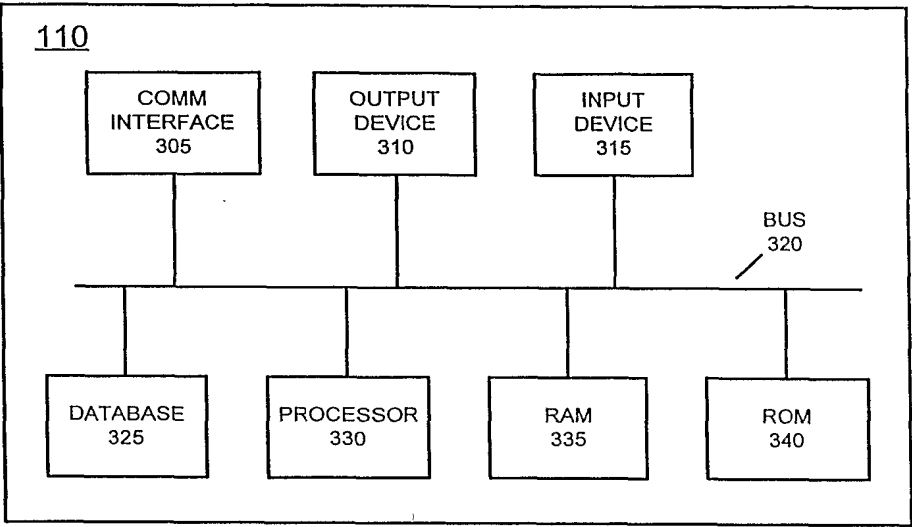 110
COMM
INTERFACE
305
OUTPUT
DEVICE
310
INPUT
DEVICE
315
BUS
320
DATABASE
325
PROCESSOR
330
RAM
335
ROM
340